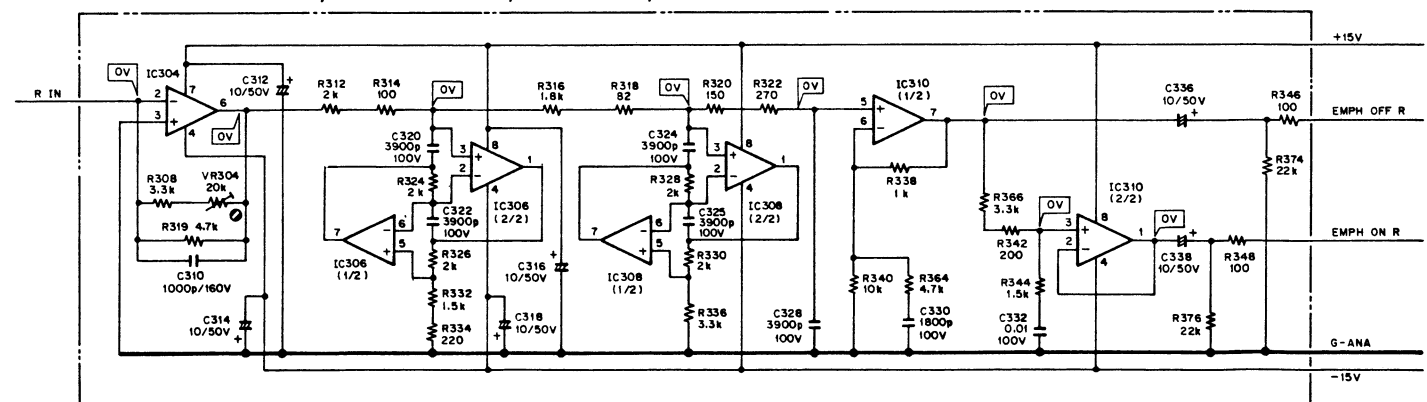 +15V
R IN
0V
IC304
2
3
7
6
4
0V
C312
10/50V
R312
2k
R314
100
0V
R316
1.8k
R318
82
0V
R320
150
R322
270
0V
IC310
(1/2)
5
6
7
0V
C336
10/50V
R346
100
EMPH OFF R
C320
3900p
100V
3
2
8
1
4
IC306
(2/2)
C324
3900p
100V
3
2
8
1
4
IC308
(2/2)
R338
1k
R374
22k
R308
3.3k
VR304
20k
R319 4.7k
C310
1000p/160V
R324
2k
C322
3900p
100V
7
6
5
IC306
(1/2)
R326
2k
R328
2k
C325
3900p
100V
7
6
5
IC308
(1/2)
R330
2k
R366
3.3k
0V
R342
200
IC310
(2/2)
3
2
8
1
4
0V
C338
10/50V
R348
100
EMPH ON R
C314
10/50V
R332
1.5k
R334
220
C316
10/50V
C318
10/50V
R336
3.3k
C328
3900p
100V
R340
10k
R364
4.7k
C330
1800p
100V
R344
1.5k
C332
0.01
100V
R376
22k
G-ANA
-15V